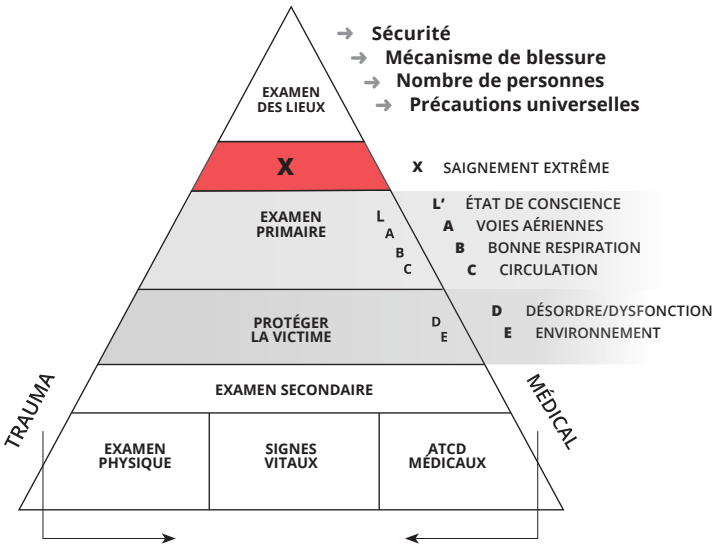 ➔ Sécurité
➔ Mécanisme de blessure
➔ Nombre de personnes
➔ Précautions universelles
EXAMEN
DES LIEUX
X
X SAIGNEMENT EXTRÊME
EXAMEN
PRIMAIRE
L
A
B
C
L’ ÉTAT DE CONSCIENCE
A VOIES AÉRIENNES
B BONNE RESPIRATION
C CIRCULATION
PROTÉGER
LA VICTIME
D
E
D DÉSORDRE/DYSFONCTION
E ENVIRONNEMENT
EXAMEN SECONDAIRE
TRAUMA
MÉDICAL
EXAMEN
PHYSIQUE
SIGNES
VITAUX
ATCD
MÉDICAUX